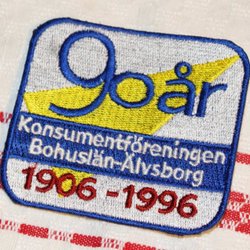 90 år
Konsumentföreningen
Bohuslän-Älvsborg
1906-1996